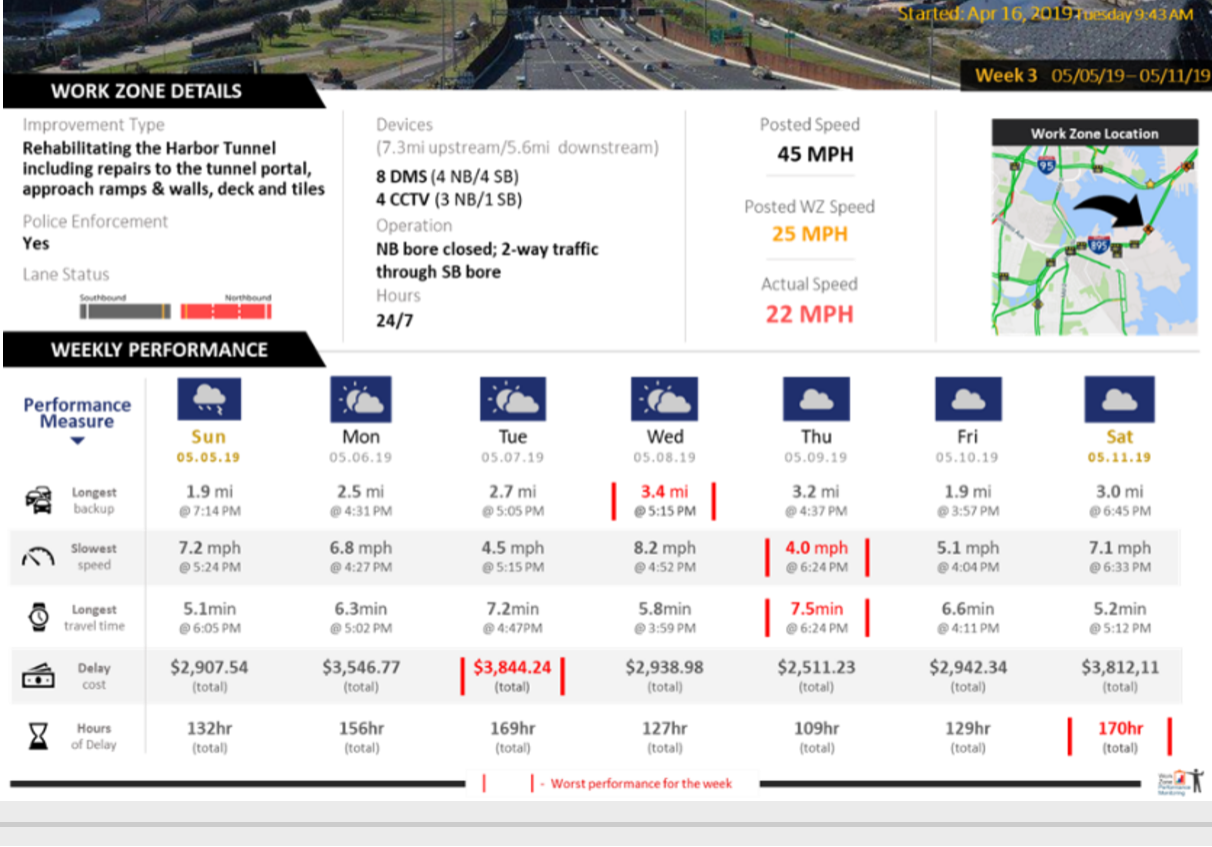 Started: Apr 16, 2019 Tuesday 9:43 AM
Week 3 05/05/19 – 05/11/19
WORK ZONE DETAILS
Improvement Type
Rehabilitating the Harbor Tunnel
including repairs to the tunnel portal,
approach ramps & walls, deck and tiles
Police Enforcement
Yes
Lane Status
Southbound Northbound
Devices
(7.3mi upstream/5.6mi downstream)
8 DMS (4 NB/4 SB)
4 CCTV (3 NB/1 SB)
Operation
NB bore closed; 2-way traffic
through SB bore
Hours
24/7
Posted Speed
45 MPH
Posted WZ Speed
25 MPH
Actual Speed
22 MPH
Work Zone Location
95
895
WEEKLY PERFORMANCE
Performance
Measure
Sun Mon Tue Wed Thu Fri Sat
05.05.19 05.06.19 05.07.19 05.08.19 05.09.19 05.10.19 05.11.19
Longest
backup
1.9 mi 2.5 mi 2.7 mi 3.4 mi 3.2 mi 1.9 mi 3.0 mi
@ 7:14 PM @ 4:31 PM @ 5:05 PM @ 5:15 PM @ 4:37 PM @ 3:57 PM @ 6:45 PM
Slowest
speed
7.2 mph 6.8 mph 4.5 mph 8.2 mph 4.0 mph 5.1 mph 7.1 mph
@ 5:24 PM @ 4:27 PM @ 5:15 PM @ 4:52 PM @ 6:24 PM @ 4:04 PM @ 6:33 PM
Longest
travel time
5.1min 6.3min 7.2min 5.8min 7.5min 6.6min 5.2min
@ 6:05 PM @ 5:02 PM @ 4:47PM @ 3:59 PM @ 6:24 PM @ 4:11 PM @ 5:12 PM
Delay
cost
$2,907.54 $3,546.77 $3,844.24 $2,938.98 $2,511.23 $2,942.34 $3,812,11
(total) (total) (total) (total) (total) (total) (total)
Hours
of Delay
132hr 156hr 169hr 127hr 109hr 129hr 170hr
(total) (total) (total) (total) (total) (total) (total)
- Worst performance for the week
Work
Zone
Performance
Monitoring